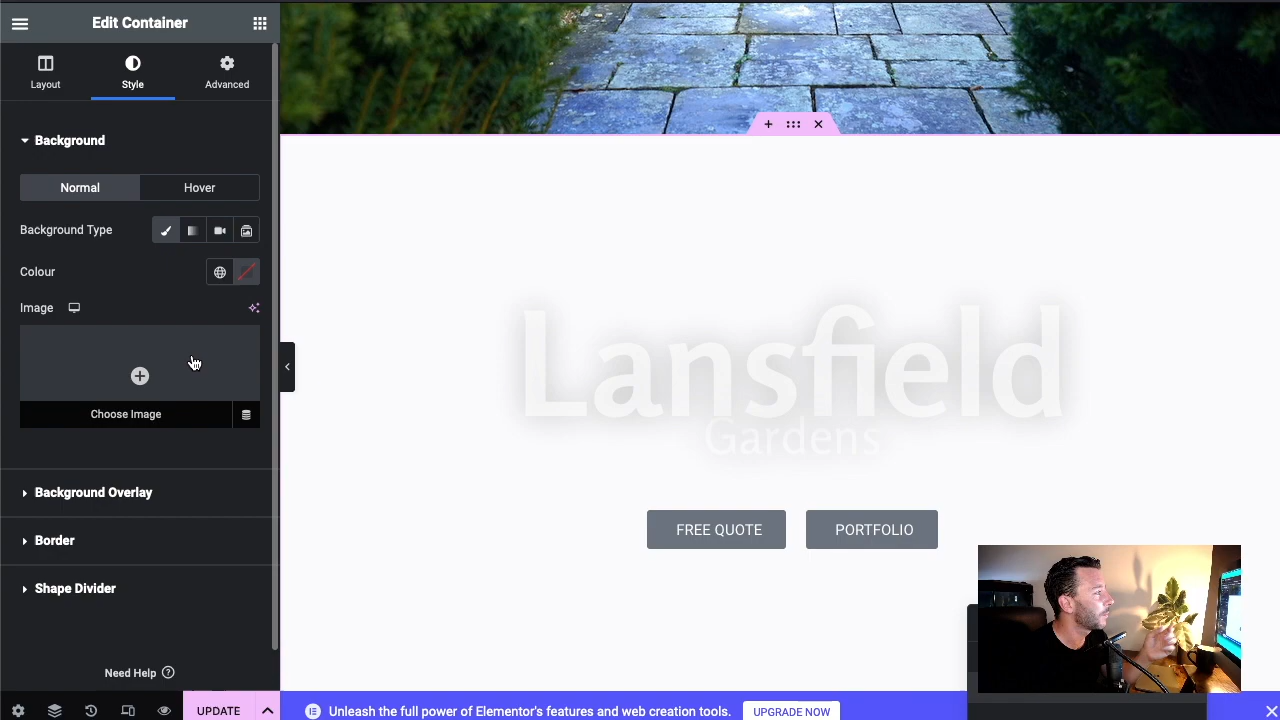 Edit Container
Layout
Style
Advanced
Background
Normal
Hover
Background Type
Colour
Image
Choose Image
Background Overlay
Border
Shape Divider
Need Help
UPDATE
Lansfield
Gardens
FREE QUOTE
PORTFOLIO
Unleash the full power of Elementor's features and web creation tools.
UPGRADE NOW